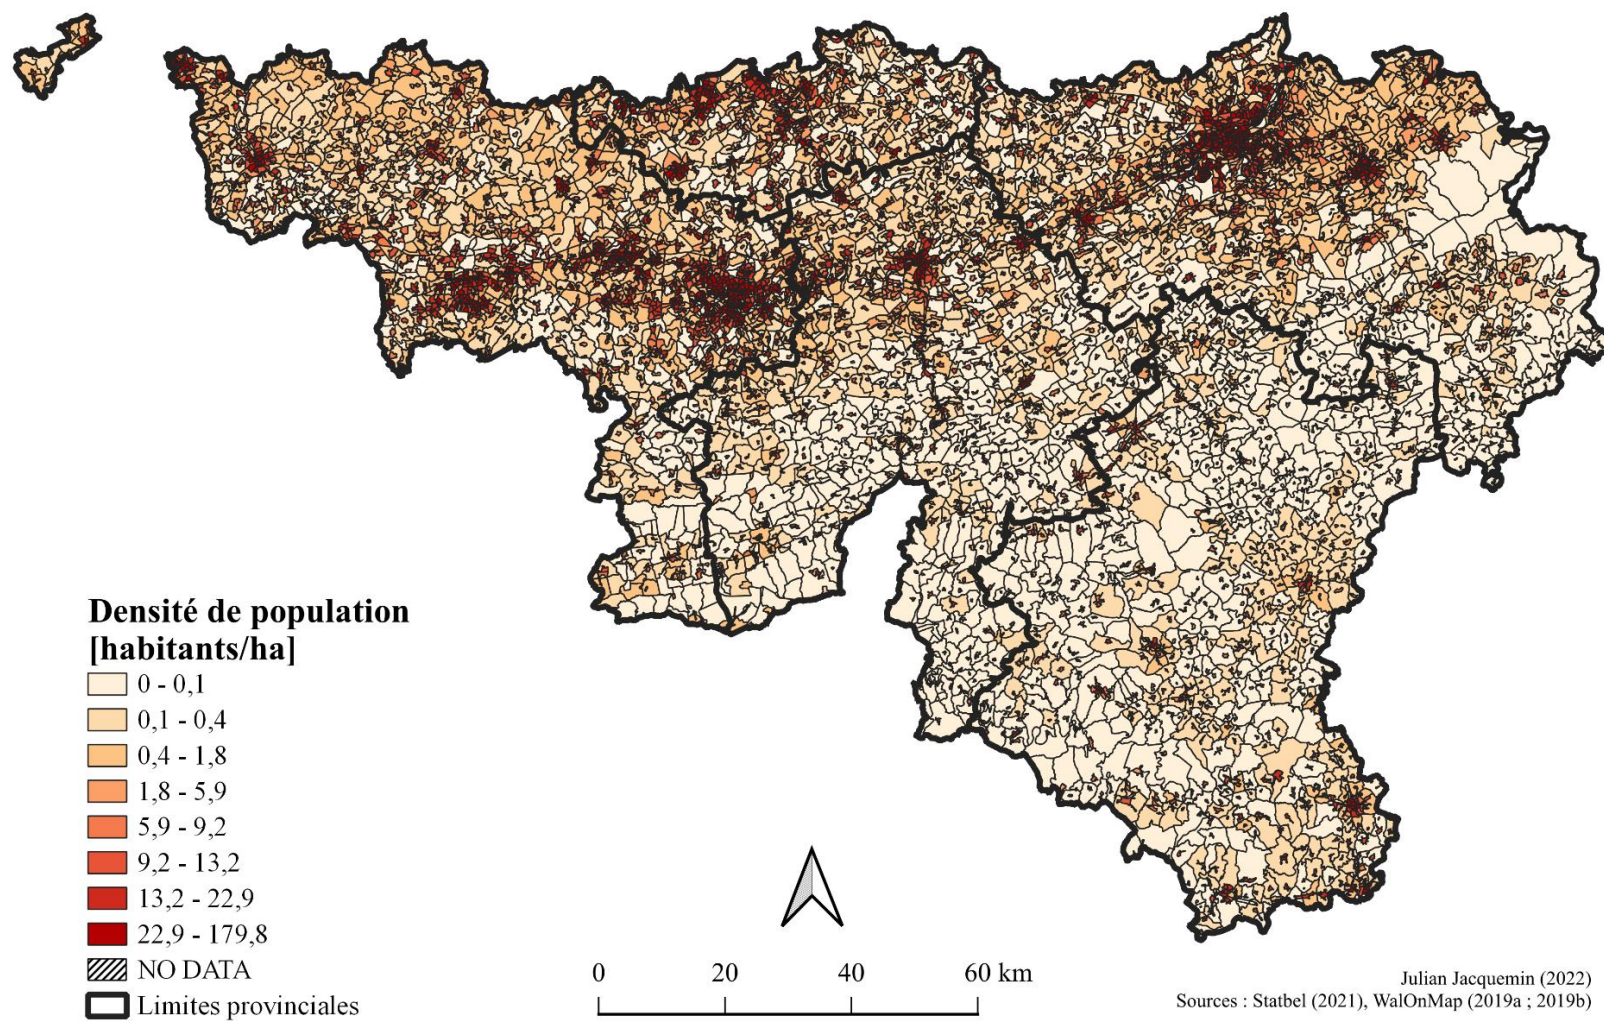 Densité de population
[habitants/ha]
0 - 0,1
0,1 - 0,4
0,4 - 1,8
1,8 - 5,9
5,9 - 9,2
9,2 - 13,2
13,2 - 22,9
22,9 - 179,8
NO DATA
Limites provinciales
0 20 40 60 km
Julian Jacquemin (2022)
Sources : Statbel (2021), WalOnMap (2019a ; 2019b)